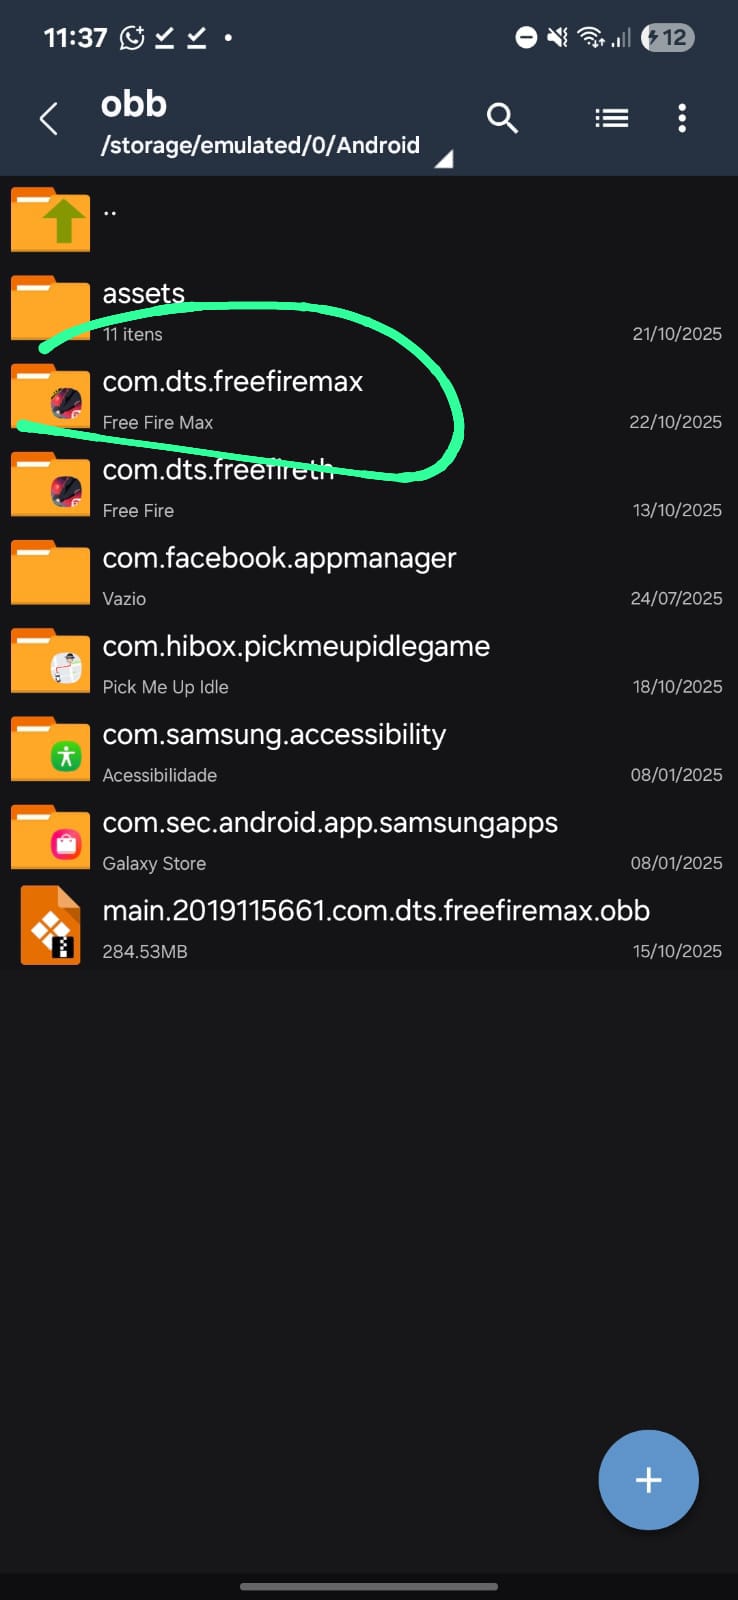 11:37
12
obb
/storage/emulated/0/Android
..
assets
11 itens
21/10/2025
com.dts.freefiremax
Free Fire Max
22/10/2025
com.dts.freefireth
Free Fire
13/10/2025
com.facebook.appmanager
Vazio
24/07/2025
com.hibox.pickmeupidlegame
Pick Me Up Idle
18/10/2025
com.samsung.accessibility
Acessibilidade
08/01/2025
com.sec.android.app.samsungapps
Galaxy Store
08/01/2025
main.2019115661.com.dts.freefiremax.obb
284.53MB
15/10/2025